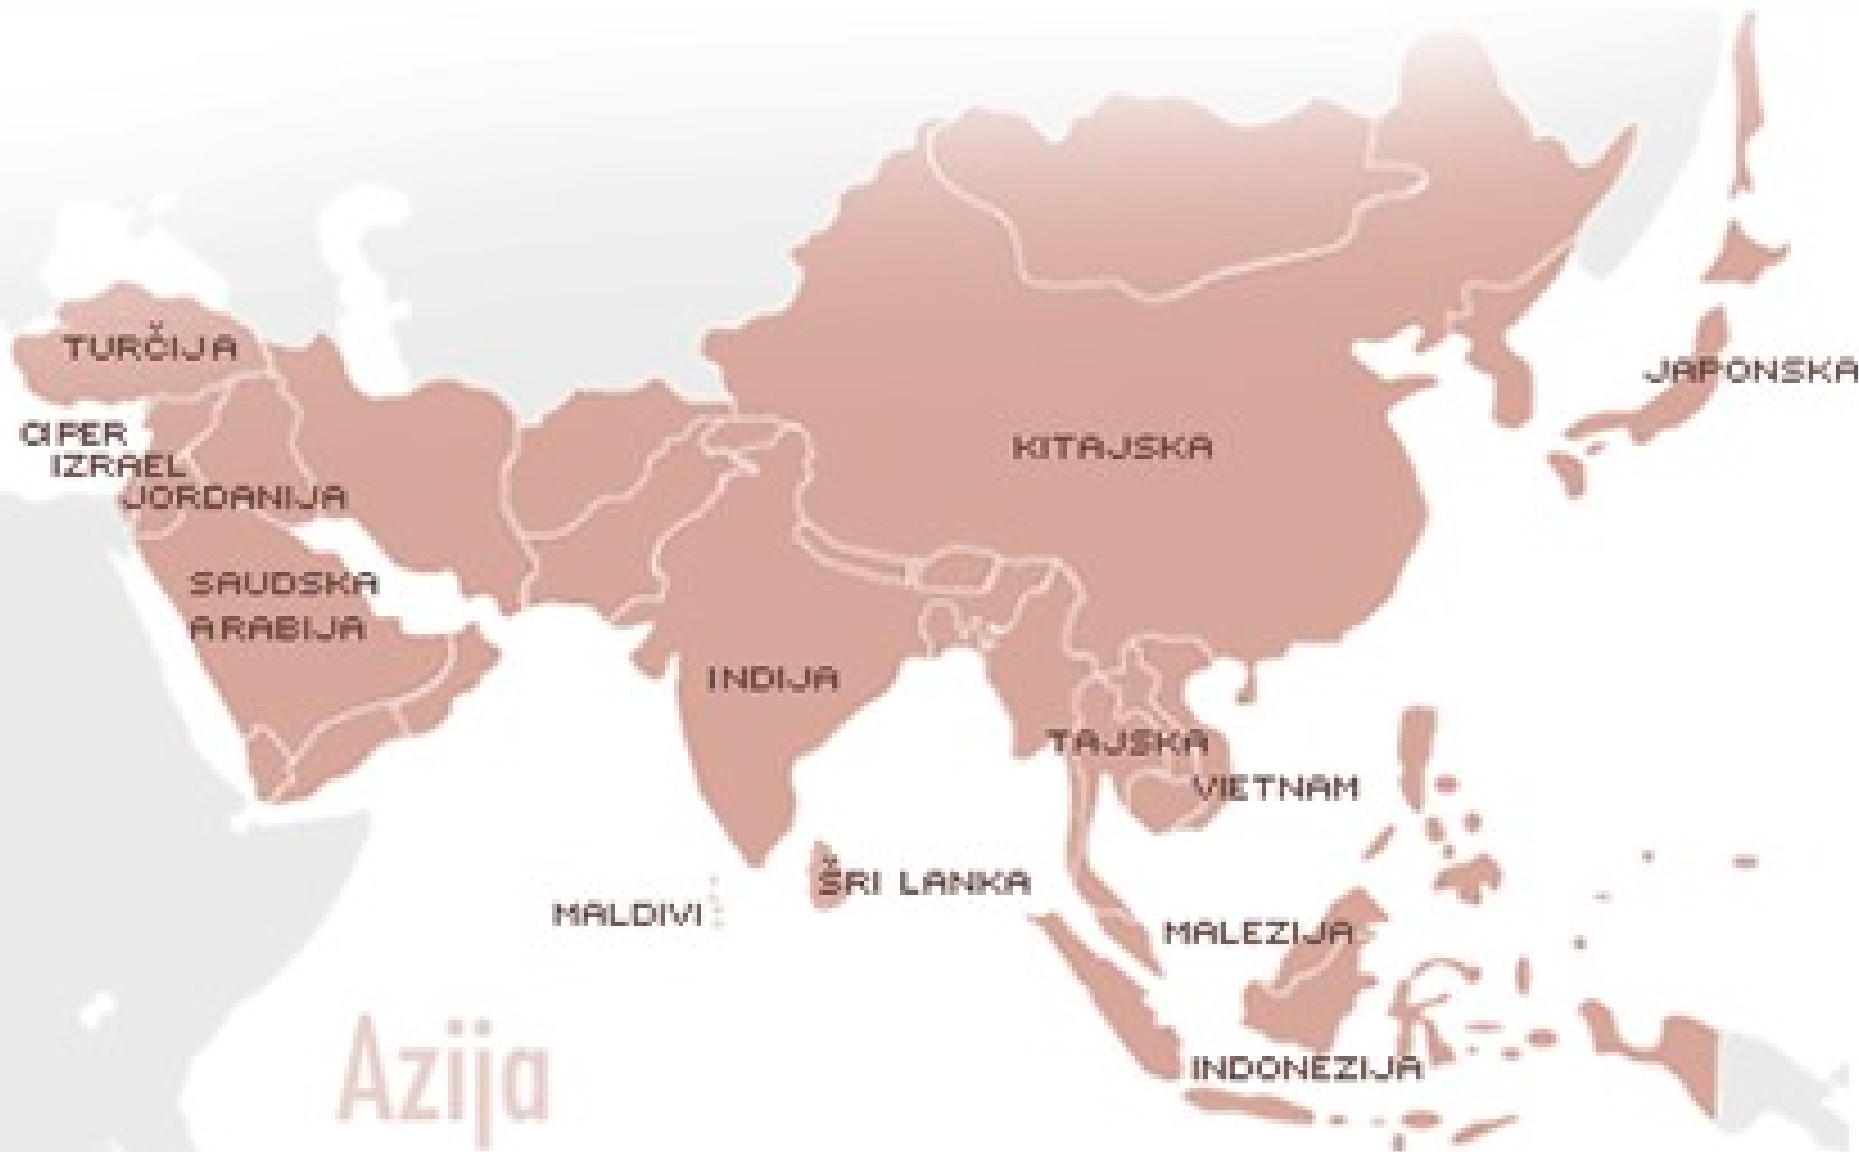 TURČIJA
JAPONSKA
CIPER
KITAJSKA
IZRAEL
JORDANIJA
SAUDSKA
ARABIJA
INDIJA
TAJSKA
VIETNAM
ŠRI LANKA
MALDIVI
MALEZIJA
INDONEZIJA
Azija